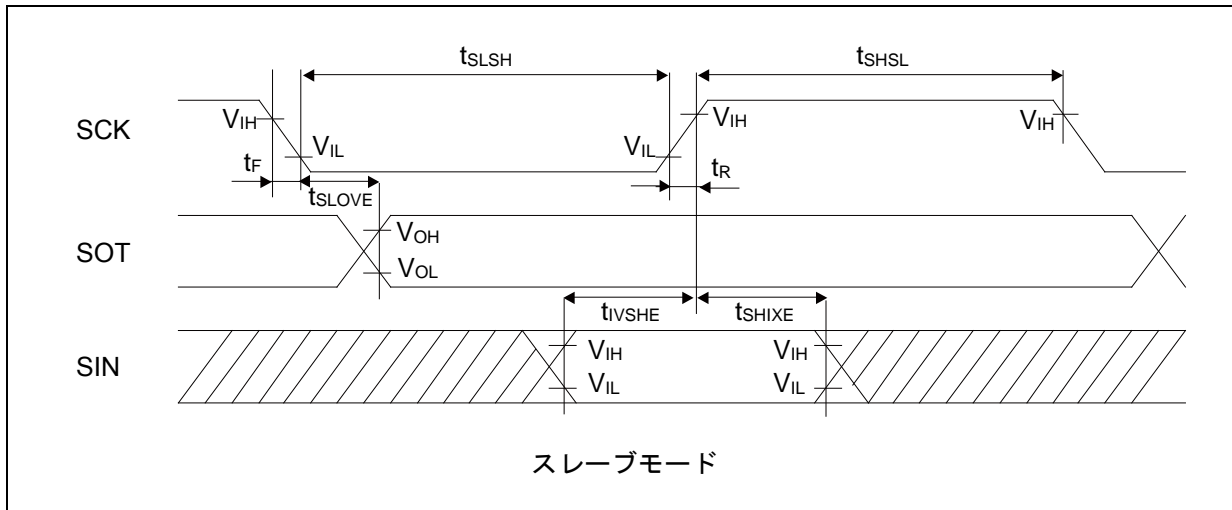 tSLSH tSHSL
SCK VIH VIL VIL VIH VIH
tF tSLOVE tR
SOT VOH VOL
tIVSHE tSHIXE
SIN VIH VIL VIH VIL
スレーブモード